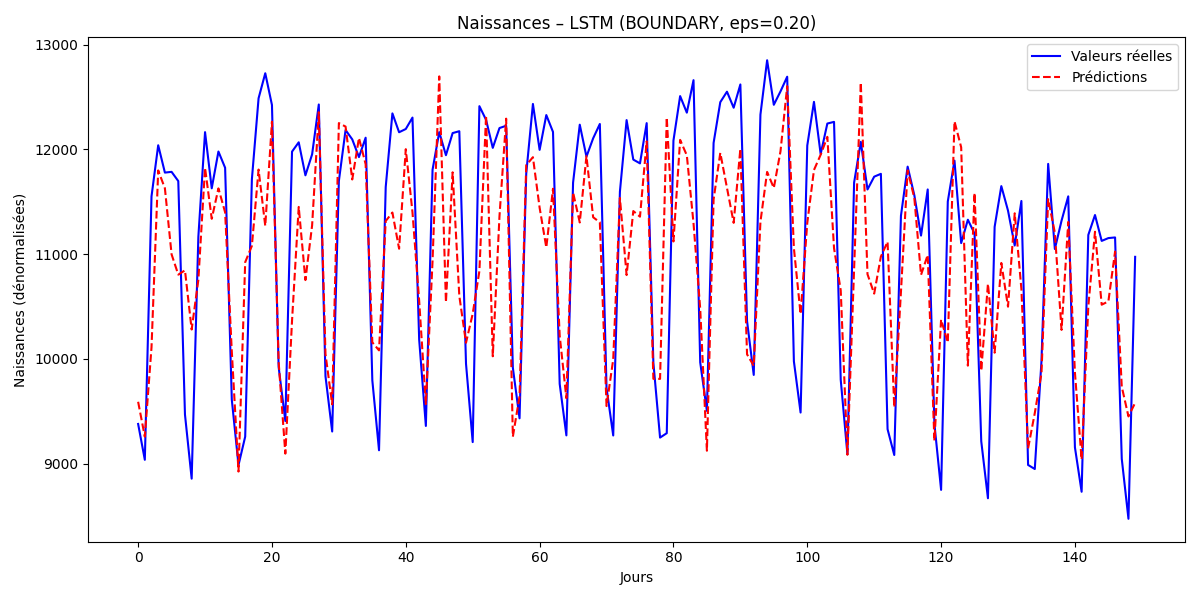 Naissances – LSTM (BOUNDARY, eps=0.20)
Valeurs réelles
Prédictions
Naissances (dénormalisées)
13000
12000
11000
10000
9000
0 20 40 60 80 100 120 140
Jours